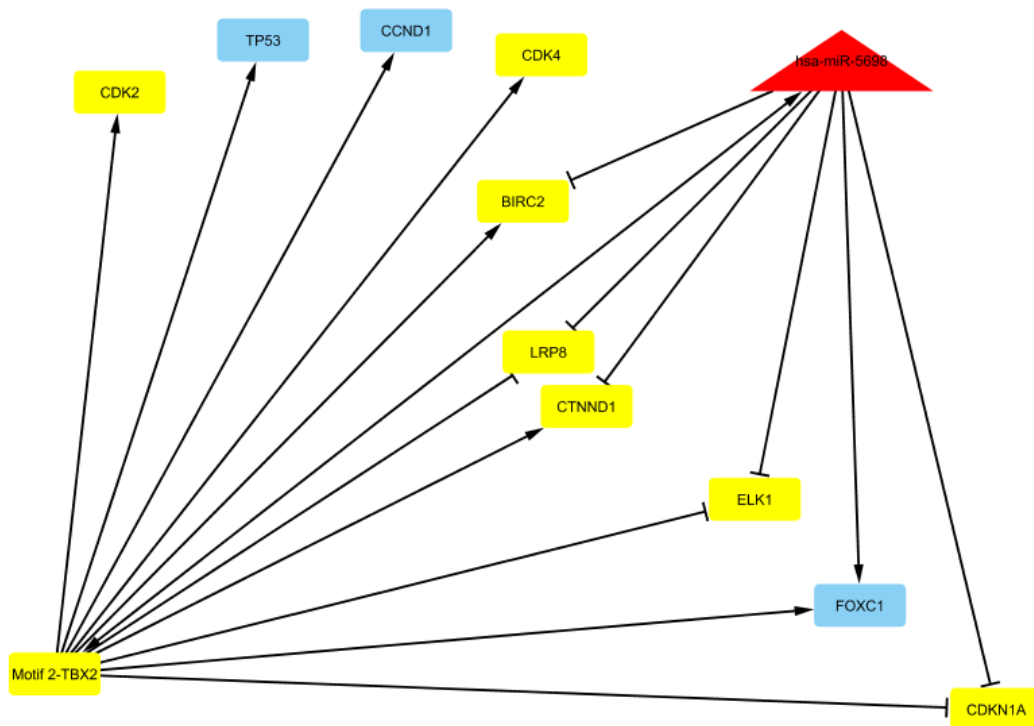 CCND1
TP53
CDK4
hsa-miR-5698
CDK2
BIRC2
LRP8
CTNND1
ELK1
FOXC1
Motif 2-TBX2
CDKN1A